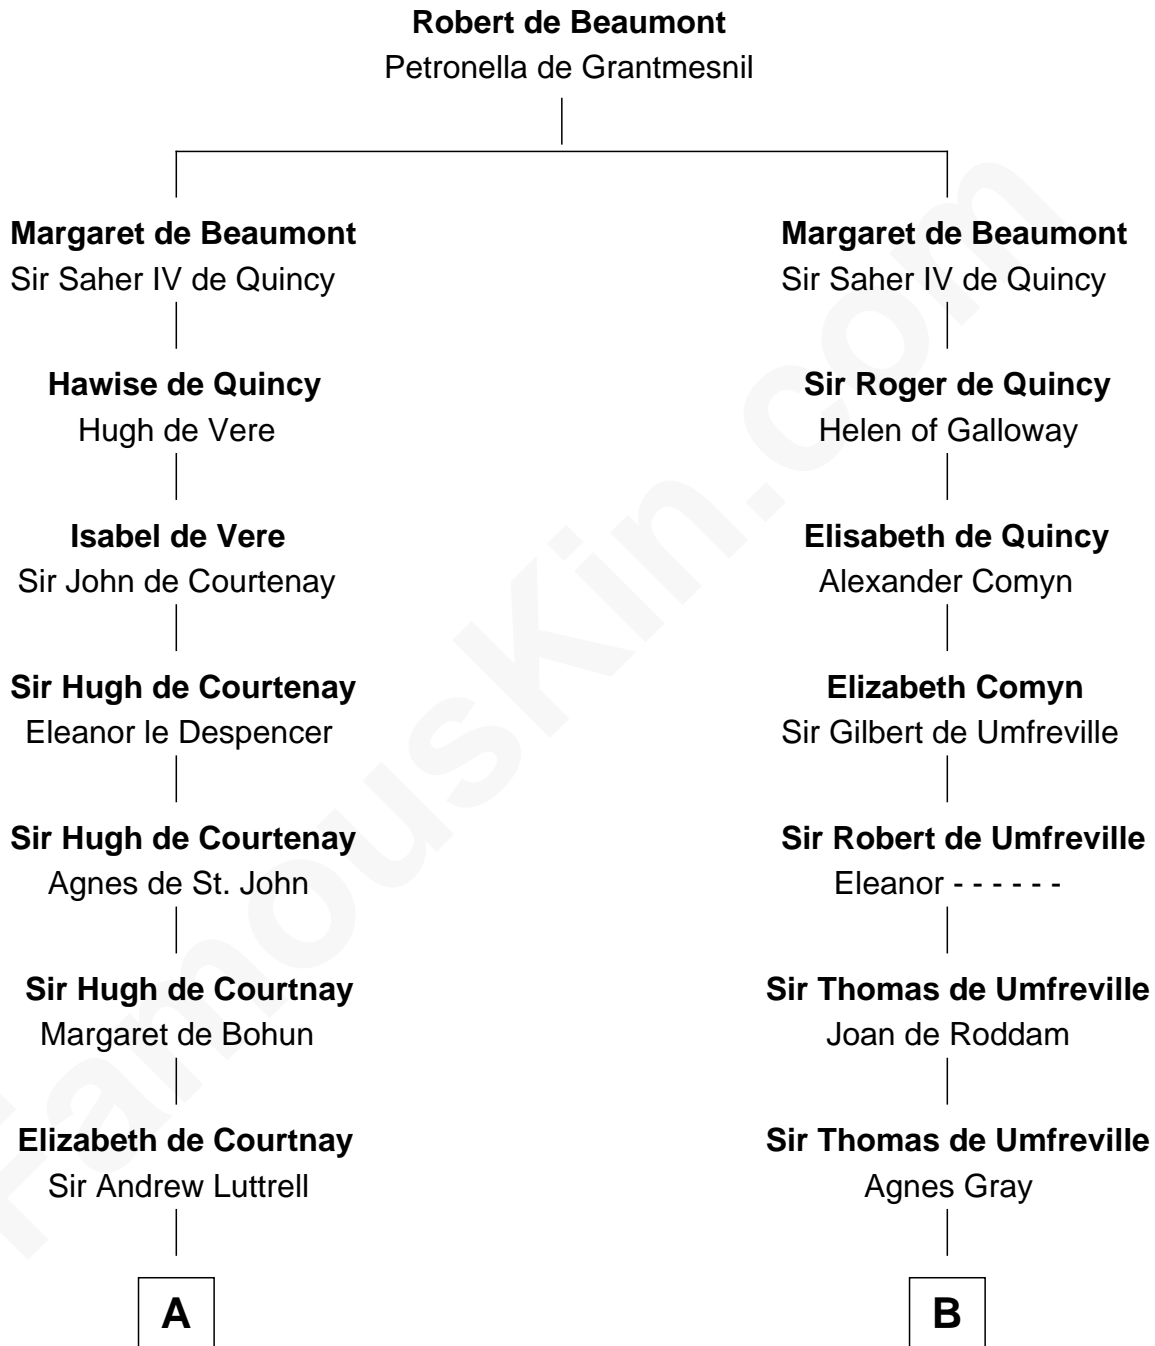 Robert de Beaumont
Petronella de Grantmesnil
Margaret de Beaumont
Sir Saher IV de Quincy
Margaret de Beaumont
Sir Saher IV de Quincy
Hawise de Quincy
Hugh de Vere
Sir Roger de Quincy
Helen of Galloway
Isabel de Vere
Sir John de Courtenay
Elisabeth de Quincy
Alexander Comyn
Sir Hugh de Courtenay
Eleanor le Despencer
Elizabeth Comyn
Sir Gilbert de Umfreville
Sir Hugh de Courtenay
Agnes de St. John
Sir Robert de Umfreville
Eleanor - - - - - -
Sir Hugh de Courtnay
Margaret de Bohun
Sir Thomas de Umfreville
Joan de Roddam
Elizabeth de Courtnay
Sir Andrew Luttrell
Sir Thomas de Umfreville
Agnes Gray
A
B
FamousKin.com